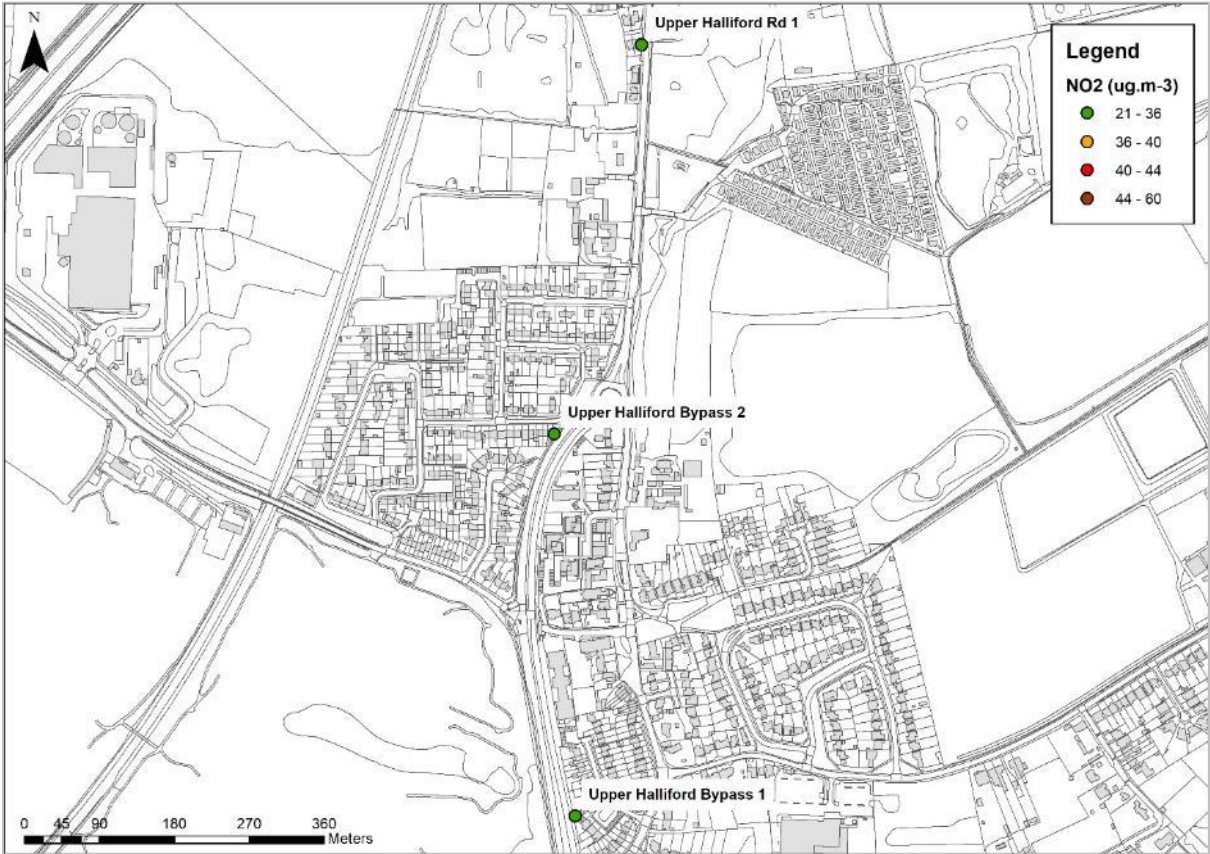 N
Upper Halliford Rd 1
Legend
NO2 (ug.m-3)
21 - 36
36 - 40
40 - 44
44 - 60
Upper Halliford Bypass 2
Upper Halliford Bypass 1
0 45 90 180 270 360
Meters